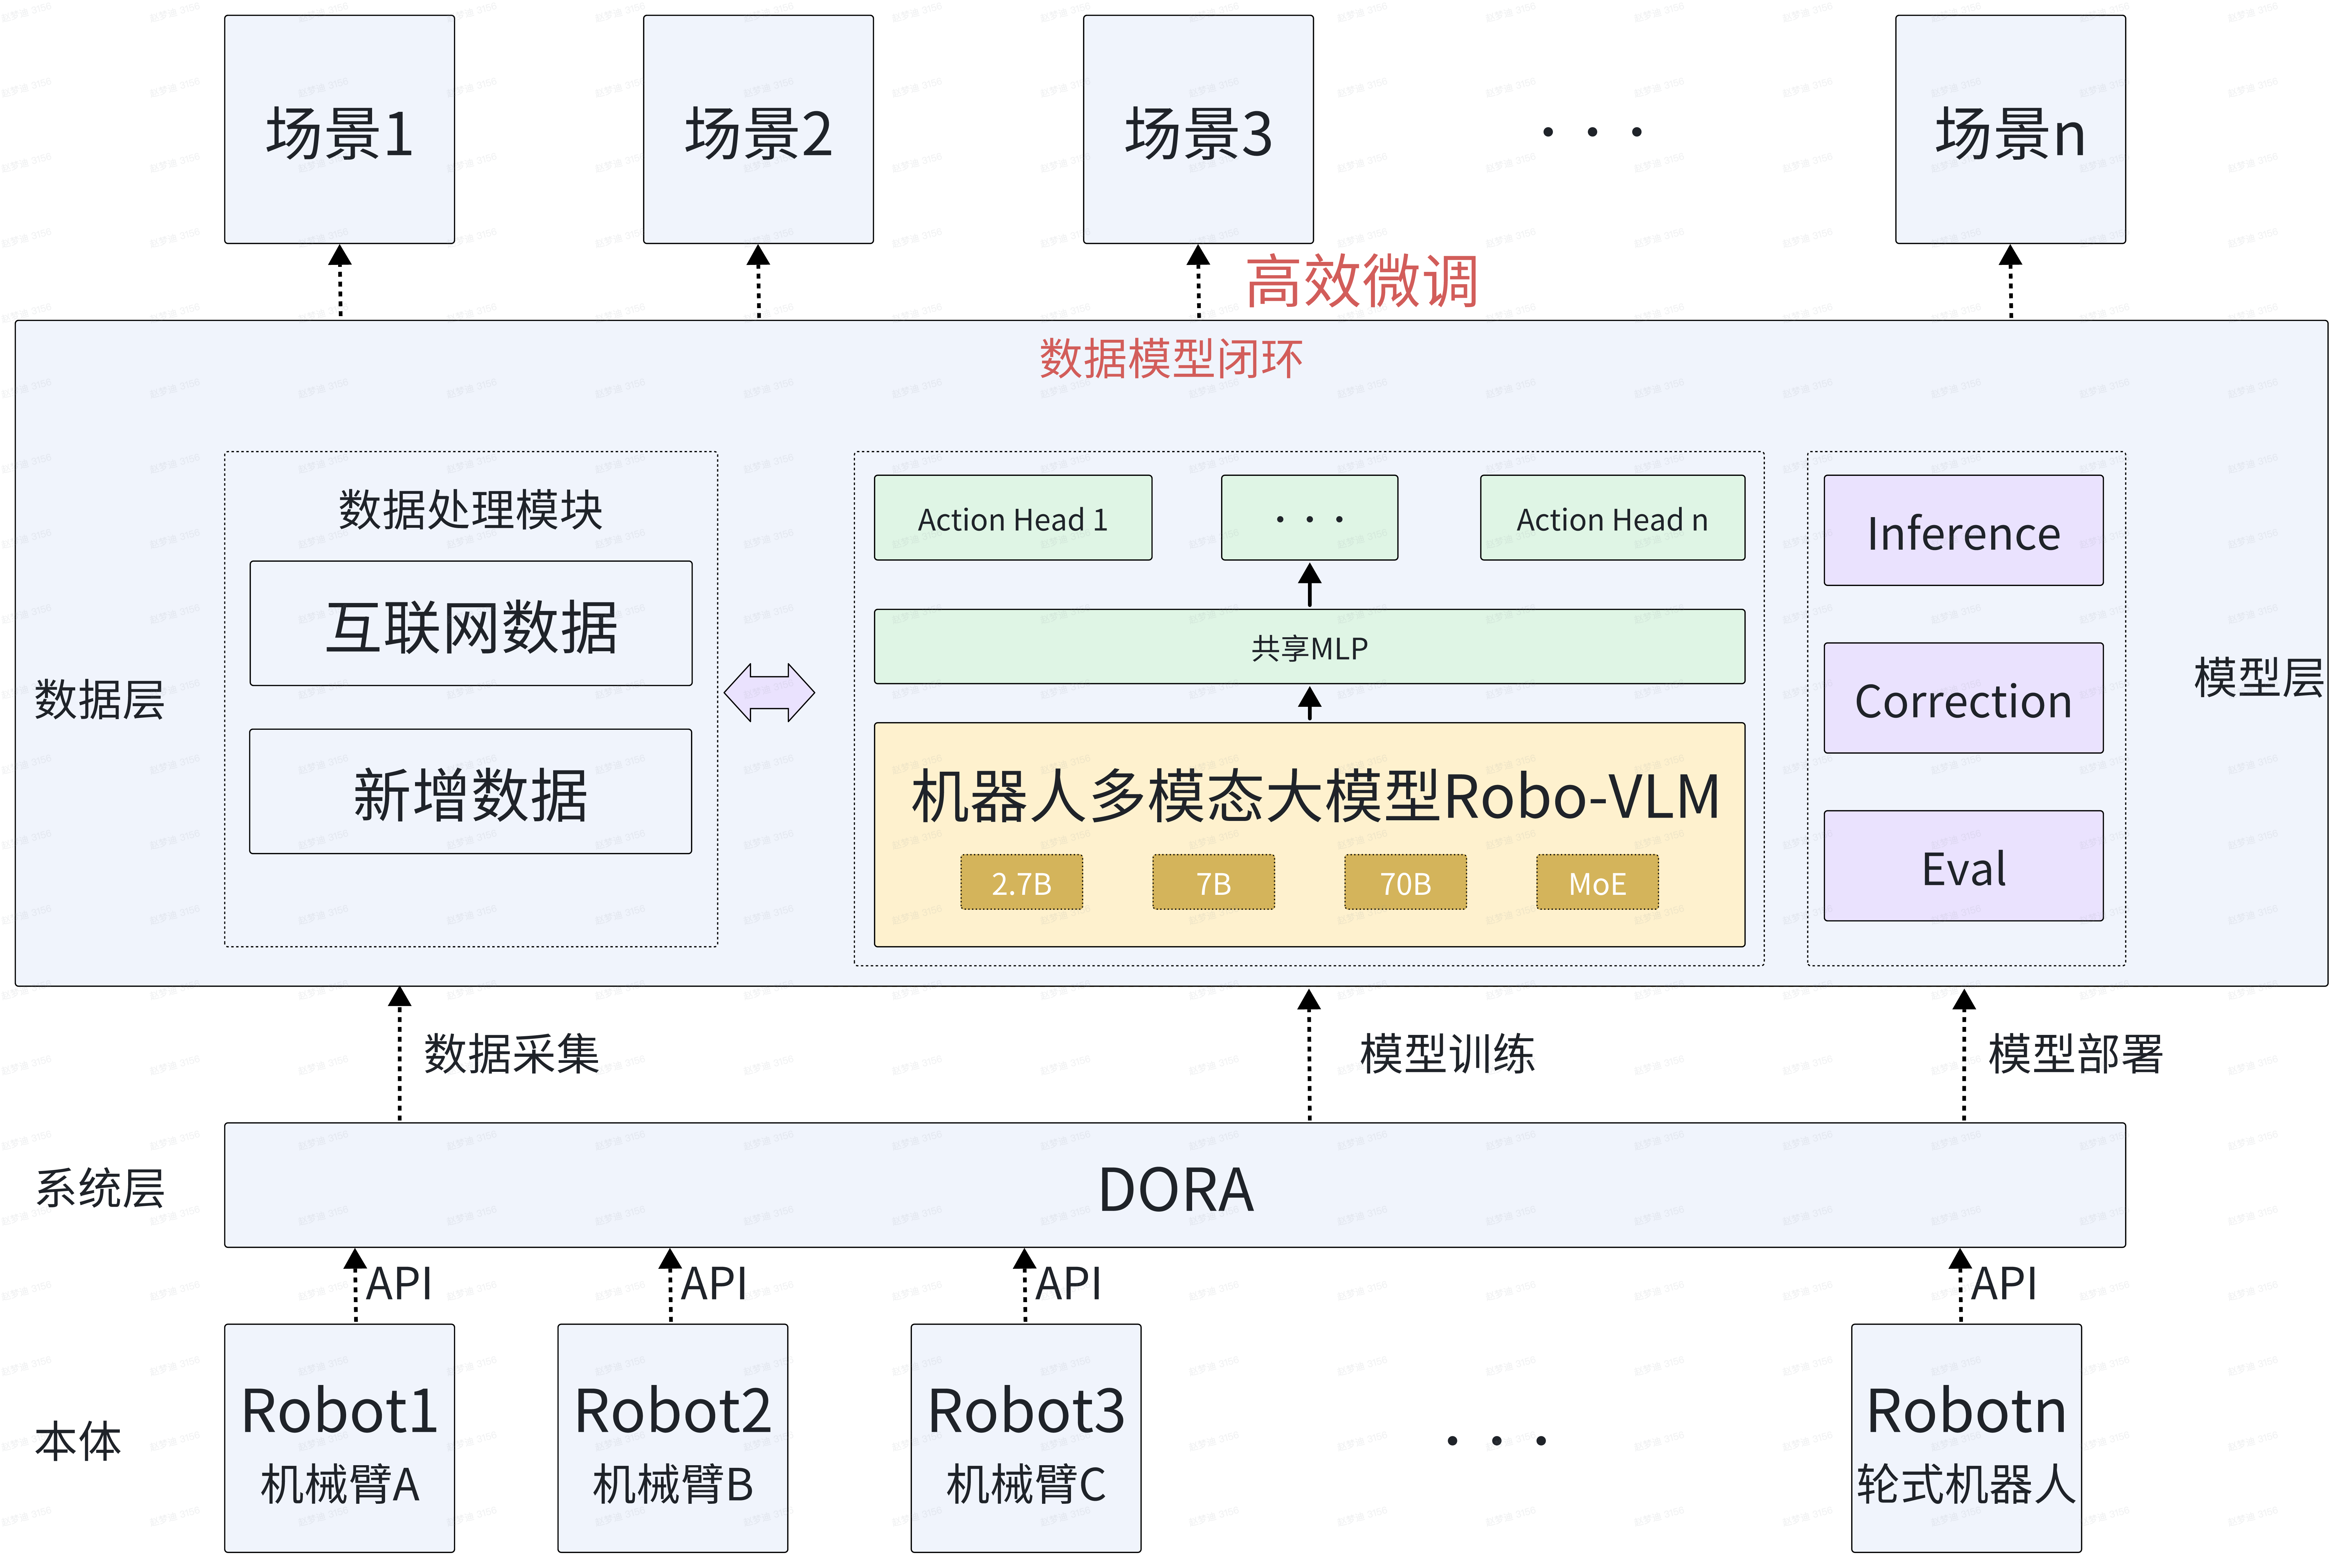 场景1
场景2
场景3
· · ·
场景n
高效微调
数据模型闭环
数据层
数据处理模块
互联网数据
新增数据
Action Head 1
· · ·
Action Head n
共享MLP
机器人多模态大模型Robo-VLM
2.7B
7B
70B
MoE
Inference
Correction
Eval
模型层
数据采集
模型训练
模型部署
系统层
DORA
API
API
API
API
本体
Robot1
机械臂A
Robot2
机械臂B
Robot3
机械臂C
· · ·
Robotn
轮式机器人
赵梦迪 3156